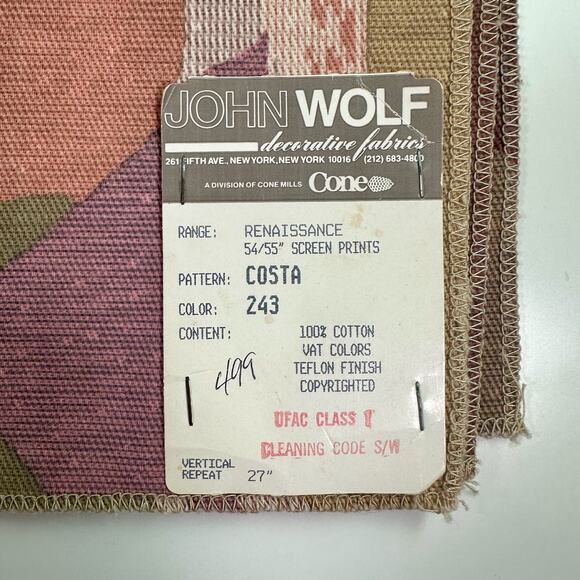 JOHN WOLF
decorative fabrics
261 FIFTH AVE., NEW YORK, NEW YORK 10016 (212) 683-4800
A DIVISION OF CONE MILLS Cone
RANGE: RENAISSANCE
54/55" SCREEN PRINTS
PATTERN: COSTA
COLOR: 243
CONTENT: 100% COTTON
VAT COLORS
TEFLON FINISH
COPYRIGHTED
499
UFAC CLASS I
CLEANING CODE S/W
VERTICAL
REPEAT 27"